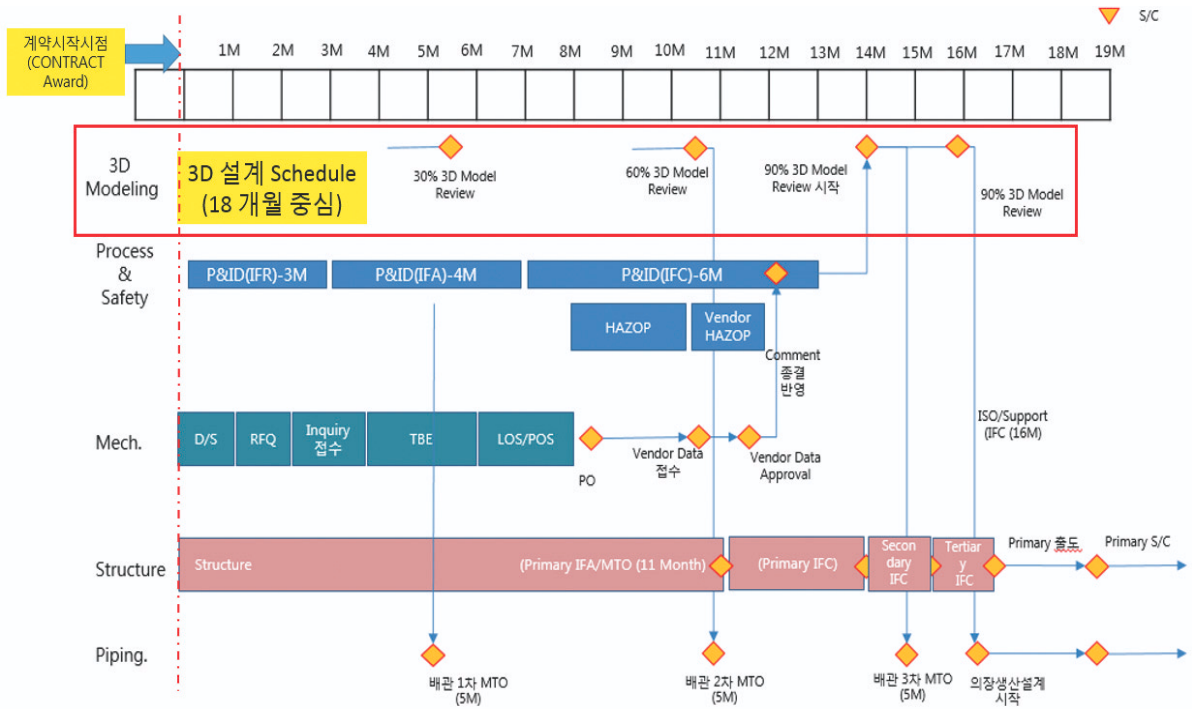 S/C
계약시작시점
(CONTRACT
Award)
1M 2M 3M 4M 5M 6M 7M 8M 9M 10M 11M 12M 13M 14M 15M 16M 17M 18M 19M
3D
Modeling
3D 설계 Schedule
(18 개월 중심)
30% 3D Model
Review
60% 3D Model
Review
90% 3D Model
Review 시작
90% 3D Model
Review
Process
&
Safety
P&ID(IFR)-3M
P&ID(IFA)-4M
P&ID(IFC)-6M
HAZOP
Vendor
HAZOP
Comment
종결
반영
Mech.
D/S
RFQ
Inquiry
접수
TBE
LOS/POS
PO
Vendor Data
접수
Vendor Data
Approval
ISO/Support
(IFC (16M)
Structure
Structure
(Primary IFA/MTO (11 Month)
(Primary IFC)
Secon
dary
IFC
Tertiar
y
IFC
Primary 출도
Primary S/C
Piping.
배관 1차 MTO
(5M)
배관 2차 MTO
(5M)
배관 3차 MTO
(5M)
의장생산설계
시작